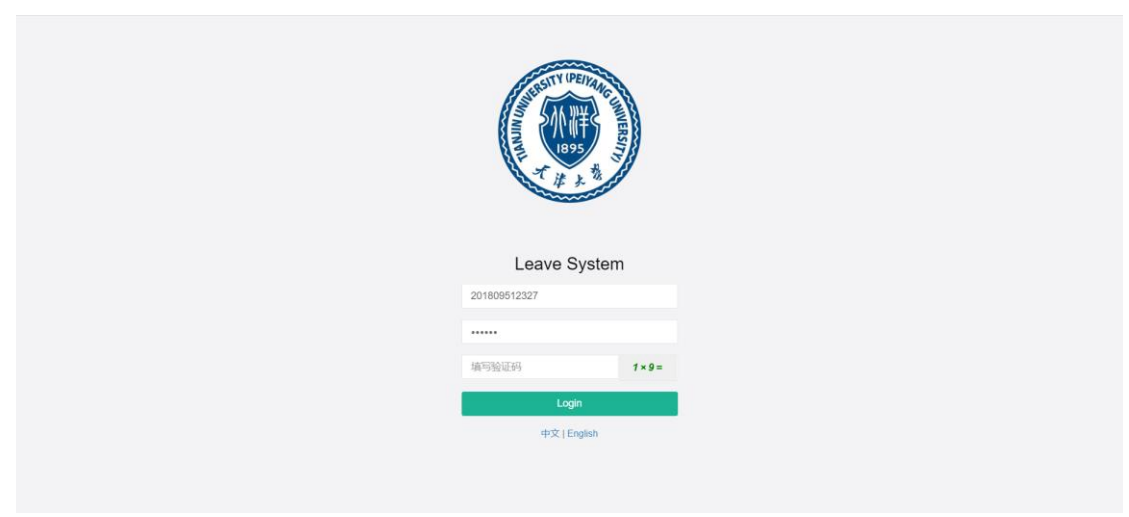 TIANJIN UNIVERSITY (PEIYANG UNIVERSITY)
北洋
1895
天津大學
Leave System
201809512327
••••••
填写验证码
1 × 9 =
Login
中文 | English